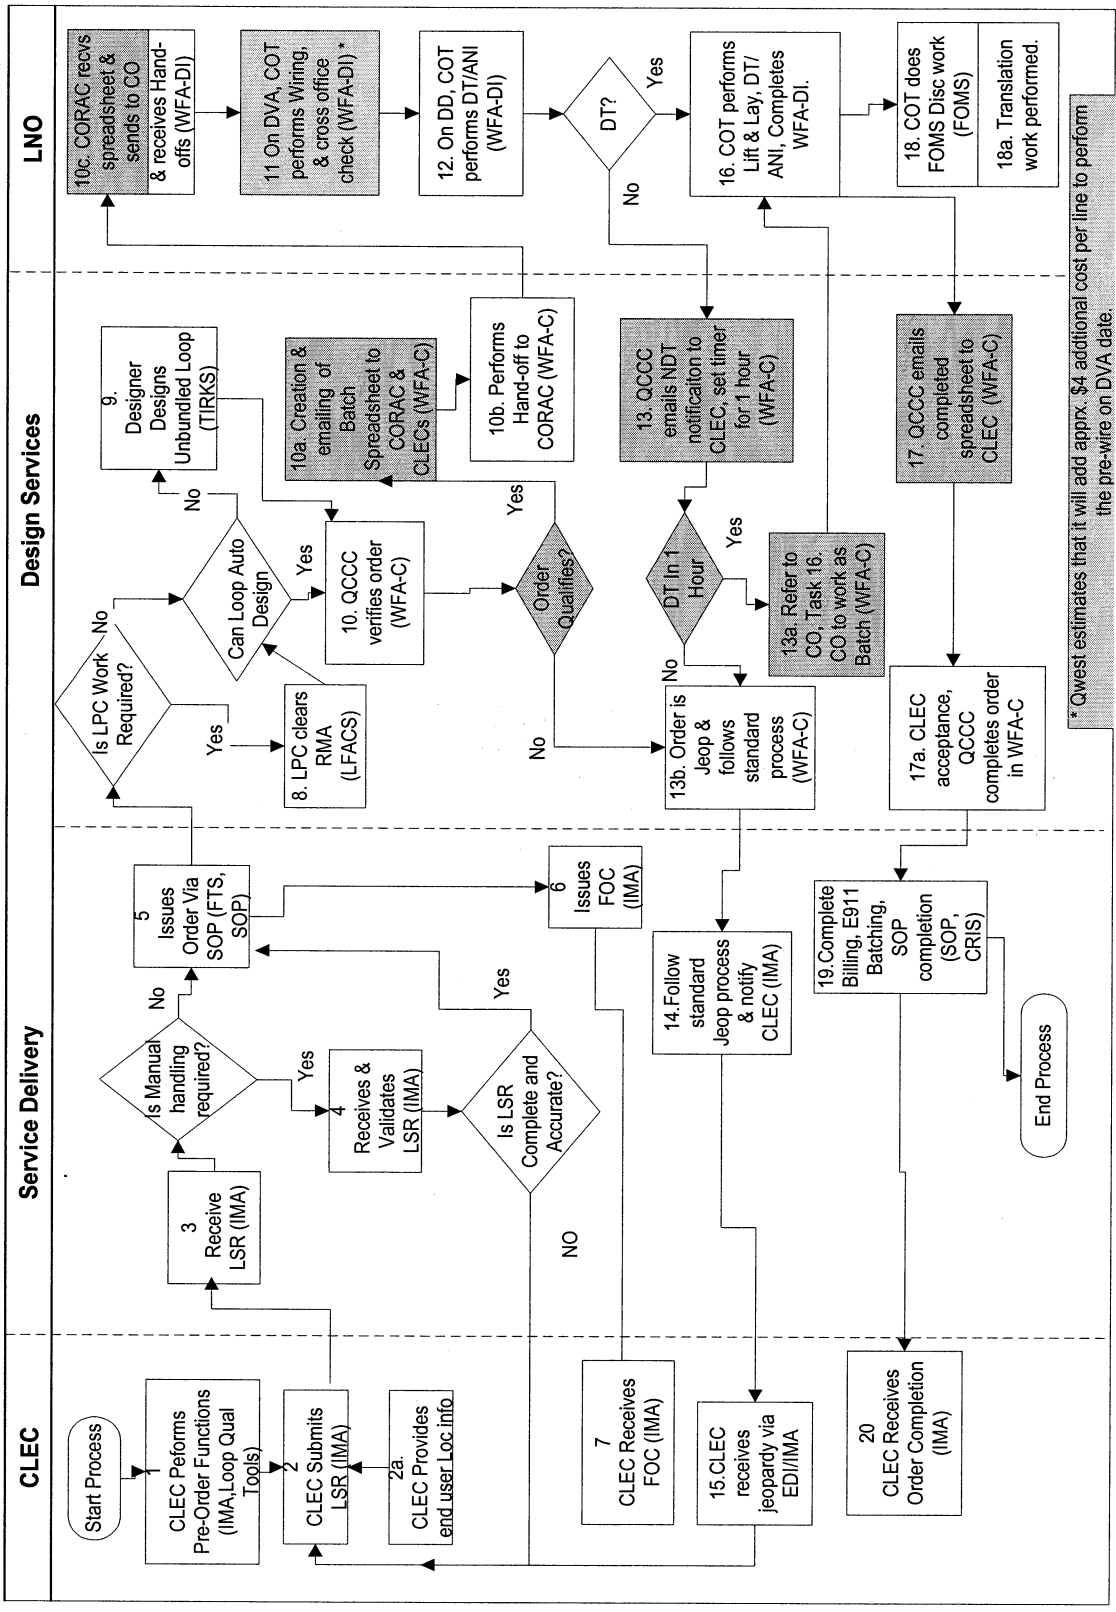 CLEC
Service Delivery
Design Services
LNO
Start Process
1
CLEC Peforms
Pre-Order Functions
(IMA,Loop Qual
Tools)
2
CLEC Submits
LSR (IMA)
2a.
CLEC Provides
end user Loc info
3
Receive
LSR (IMA)
Is Manual
handling
required?
No
Yes
4
Receives &
Validates
LSR (IMA)
Is LSR
Complete and
Accurate?
Yes
NO
5
Issues
Order Via
SOP (FTS,
SOP)
6
Issues
FOC
(IMA)
7
CLEC Receives
FOC (IMA)
Is LPC Work
Required?
No
Yes
8. LPC clears
RMA
(LFACS)
Can Loop Auto
Design
No
Yes
9.
Designer
Designs
Unbundled Loop
(TIRKS)
10. QCCC
verifies order
(WFA-C)
Order
Qualifies?
Yes
No
10a. Creation &
emailing of
Batch
Spreadsheet to
CORAC &
CLECs (WFA-C)
10b. Performs
Hand-off to
CORAC (WFA-C)
10c. CORAC recvs
spreadsheet &
sends to CO
& receives Hand-
offs (WFA-DI)
11 On DVA, COT
performs Wiring,
& cross office
check (WFA-DI) *
12. On DD, COT
performs DT/ANI
(WFA-DI)
DT?
Yes
No
13. QCCC
emails NDT
notificaiton to
CLEC, set timer
for 1 hour
(WFA-C)
DT In 1
Hour
Yes
No
13a. Refer to
CO, Task 16.
CO to work as
Batch (WFA-C)
13b. Order is
Jeop &
follows
standard
process
(WFA-C)
14.Follow
standard
Jeop process
& notify
CLEC (IMA)
15.CLEC
receives
jeopardy via
EDI/IMA
16. COT performs
Lift & Lay, DT/
ANI, Completes
WFA-DI.
17. QCCC emails
completed
spreadsheet to
CLEC (WFA-C)
17a. CLEC
acceptance,
QCCC
completes order
in WFA-C
18. COT does
FOMS Disc work
(FOMS)
18a. Translation
work performed.
19.Complete
Billing, E911
Batching,
SOP
completion
(SOP,
CRIS)
20
CLEC Receives
Order Completion
(IMA)
End Process
* Qwest estimates that it will add apprx. $4 addtional cost per line to perform
the pre-wire on DVA date.